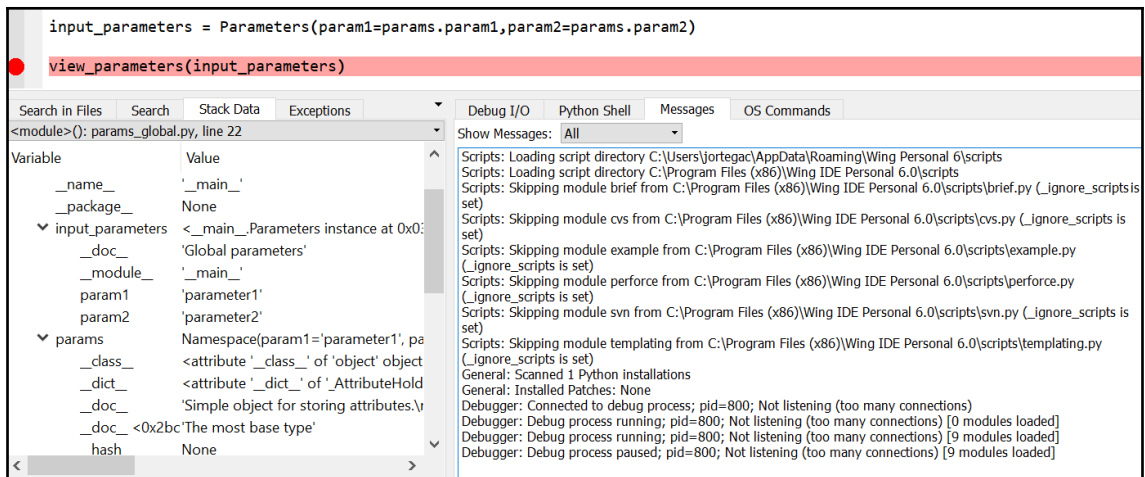 input_parameters = Parameters(param1=params.param1,param2=params.param2)
view_parameters(input_parameters)
Search in Files Search Stack Data Exceptions
<module>(): params_global.py, line 22
Variable Value
__name__ '__main__'
__package__ None
input_parameters <__main__.Parameters instance at 0x03
__doc__ 'Global parameters'
__module__ '__main__'
param1 'parameter1'
param2 'parameter2'
params Namespace(param1='parameter1', pa
__class__ <attribute '__class__' of 'object' object
__dict__ <attribute '__dict__' of '_AttributeHold
__doc__ 'Simple object for storing attributes.\
__doc__ <0x2bc 'The most base type'
hash None
Debug I/O Python Shell Messages OS Commands
Show Messages: All
Scripts: Loading script directory C:\Users\jortegac\AppData\Roaming\Wing Personal 6\scripts
Scripts: Loading script directory C:\Program Files (x86)\Wing IDE Personal 6.0\scripts
Scripts: Skipping module brief from C:\Program Files (x86)\Wing IDE Personal 6.0\scripts\brief.py (_ignore_scripts is
set)
Scripts: Skipping module cvs from C:\Program Files (x86)\Wing IDE Personal 6.0\scripts\cvs.py (_ignore_scripts is
set)
Scripts: Skipping module example from C:\Program Files (x86)\Wing IDE Personal 6.0\scripts\example.py
(_ignore_scripts is set)
Scripts: Skipping module perforce from C:\Program Files (x86)\Wing IDE Personal 6.0\scripts\perforce.py
(_ignore_scripts is set)
Scripts: Skipping module svn from C:\Program Files (x86)\Wing IDE Personal 6.0\scripts\svn.py (_ignore_scripts is
set)
Scripts: Skipping module templating from C:\Program Files (x86)\Wing IDE Personal 6.0\scripts\templating.py
(_ignore_scripts is set)
General: Scanned 1 Python installations
General: Installed Patches: None
Debugger: Connected to debug process; pid=800; Not listening (too many connections)
Debugger: Debug process running; pid=800; Not listening (too many connections) [0 modules loaded]
Debugger: Debug process running; pid=800; Not listening (too many connections) [9 modules loaded]
Debugger: Debug process paused; pid=800; Not listening (too many connections) [9 modules loaded]